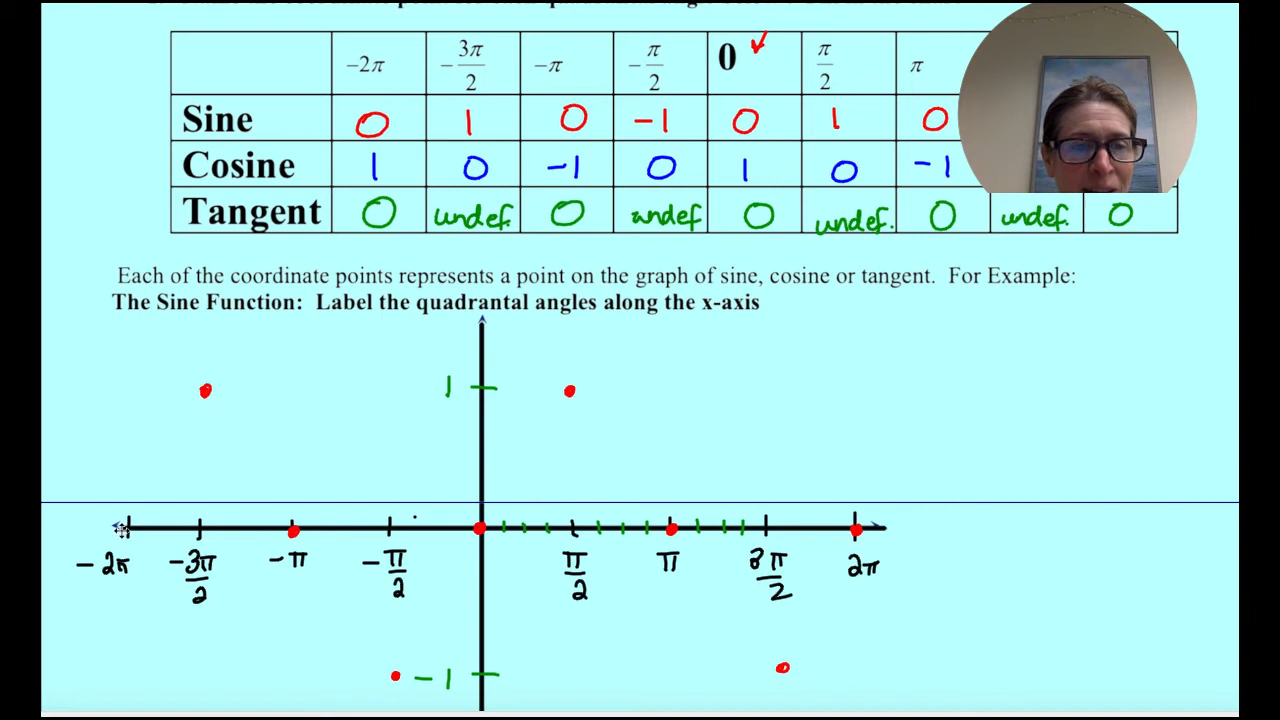 -2π -3π/2 -π -π/2 0 π/2 π
Sine 0 1 0 -1 0 1 0
Cosine 1 0 -1 0 1 0 -1
Tangent 0 undef. 0 undef 0 undef. 0 undef. 0
Each of the coordinate points represents a point on the graph of sine, cosine or tangent. For Example:
The Sine Function: Label the quadrantal angles along the x-axis
1
-2π -3π/2 -π -π/2 π/2 π 3π/2 2π
-1